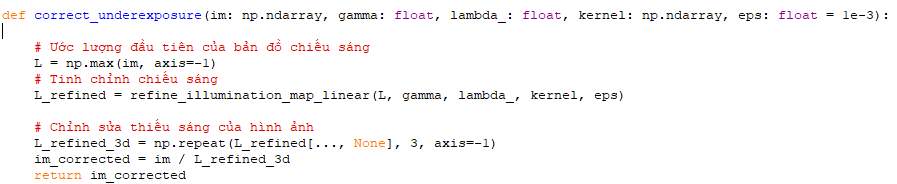 def correct_underexposure(im: np.ndarray, gamma: float, lambda_: float, kernel: np.ndarray, eps: float = 1e-3):
# Ước lượng đầu tiên của bản đồ chiếu sáng
L = np.max(im, axis=-1)
# Tinh chỉnh chiếu sáng
L_refined = refine_illumination_map_linear(L, gamma, lambda_, kernel, eps)
# Chỉnh sửa thiếu sáng của hình ảnh
L_refined_3d = np.repeat(L_refined[..., None], 3, axis=-1)
im_corrected = im / L_refined_3d
return im_corrected